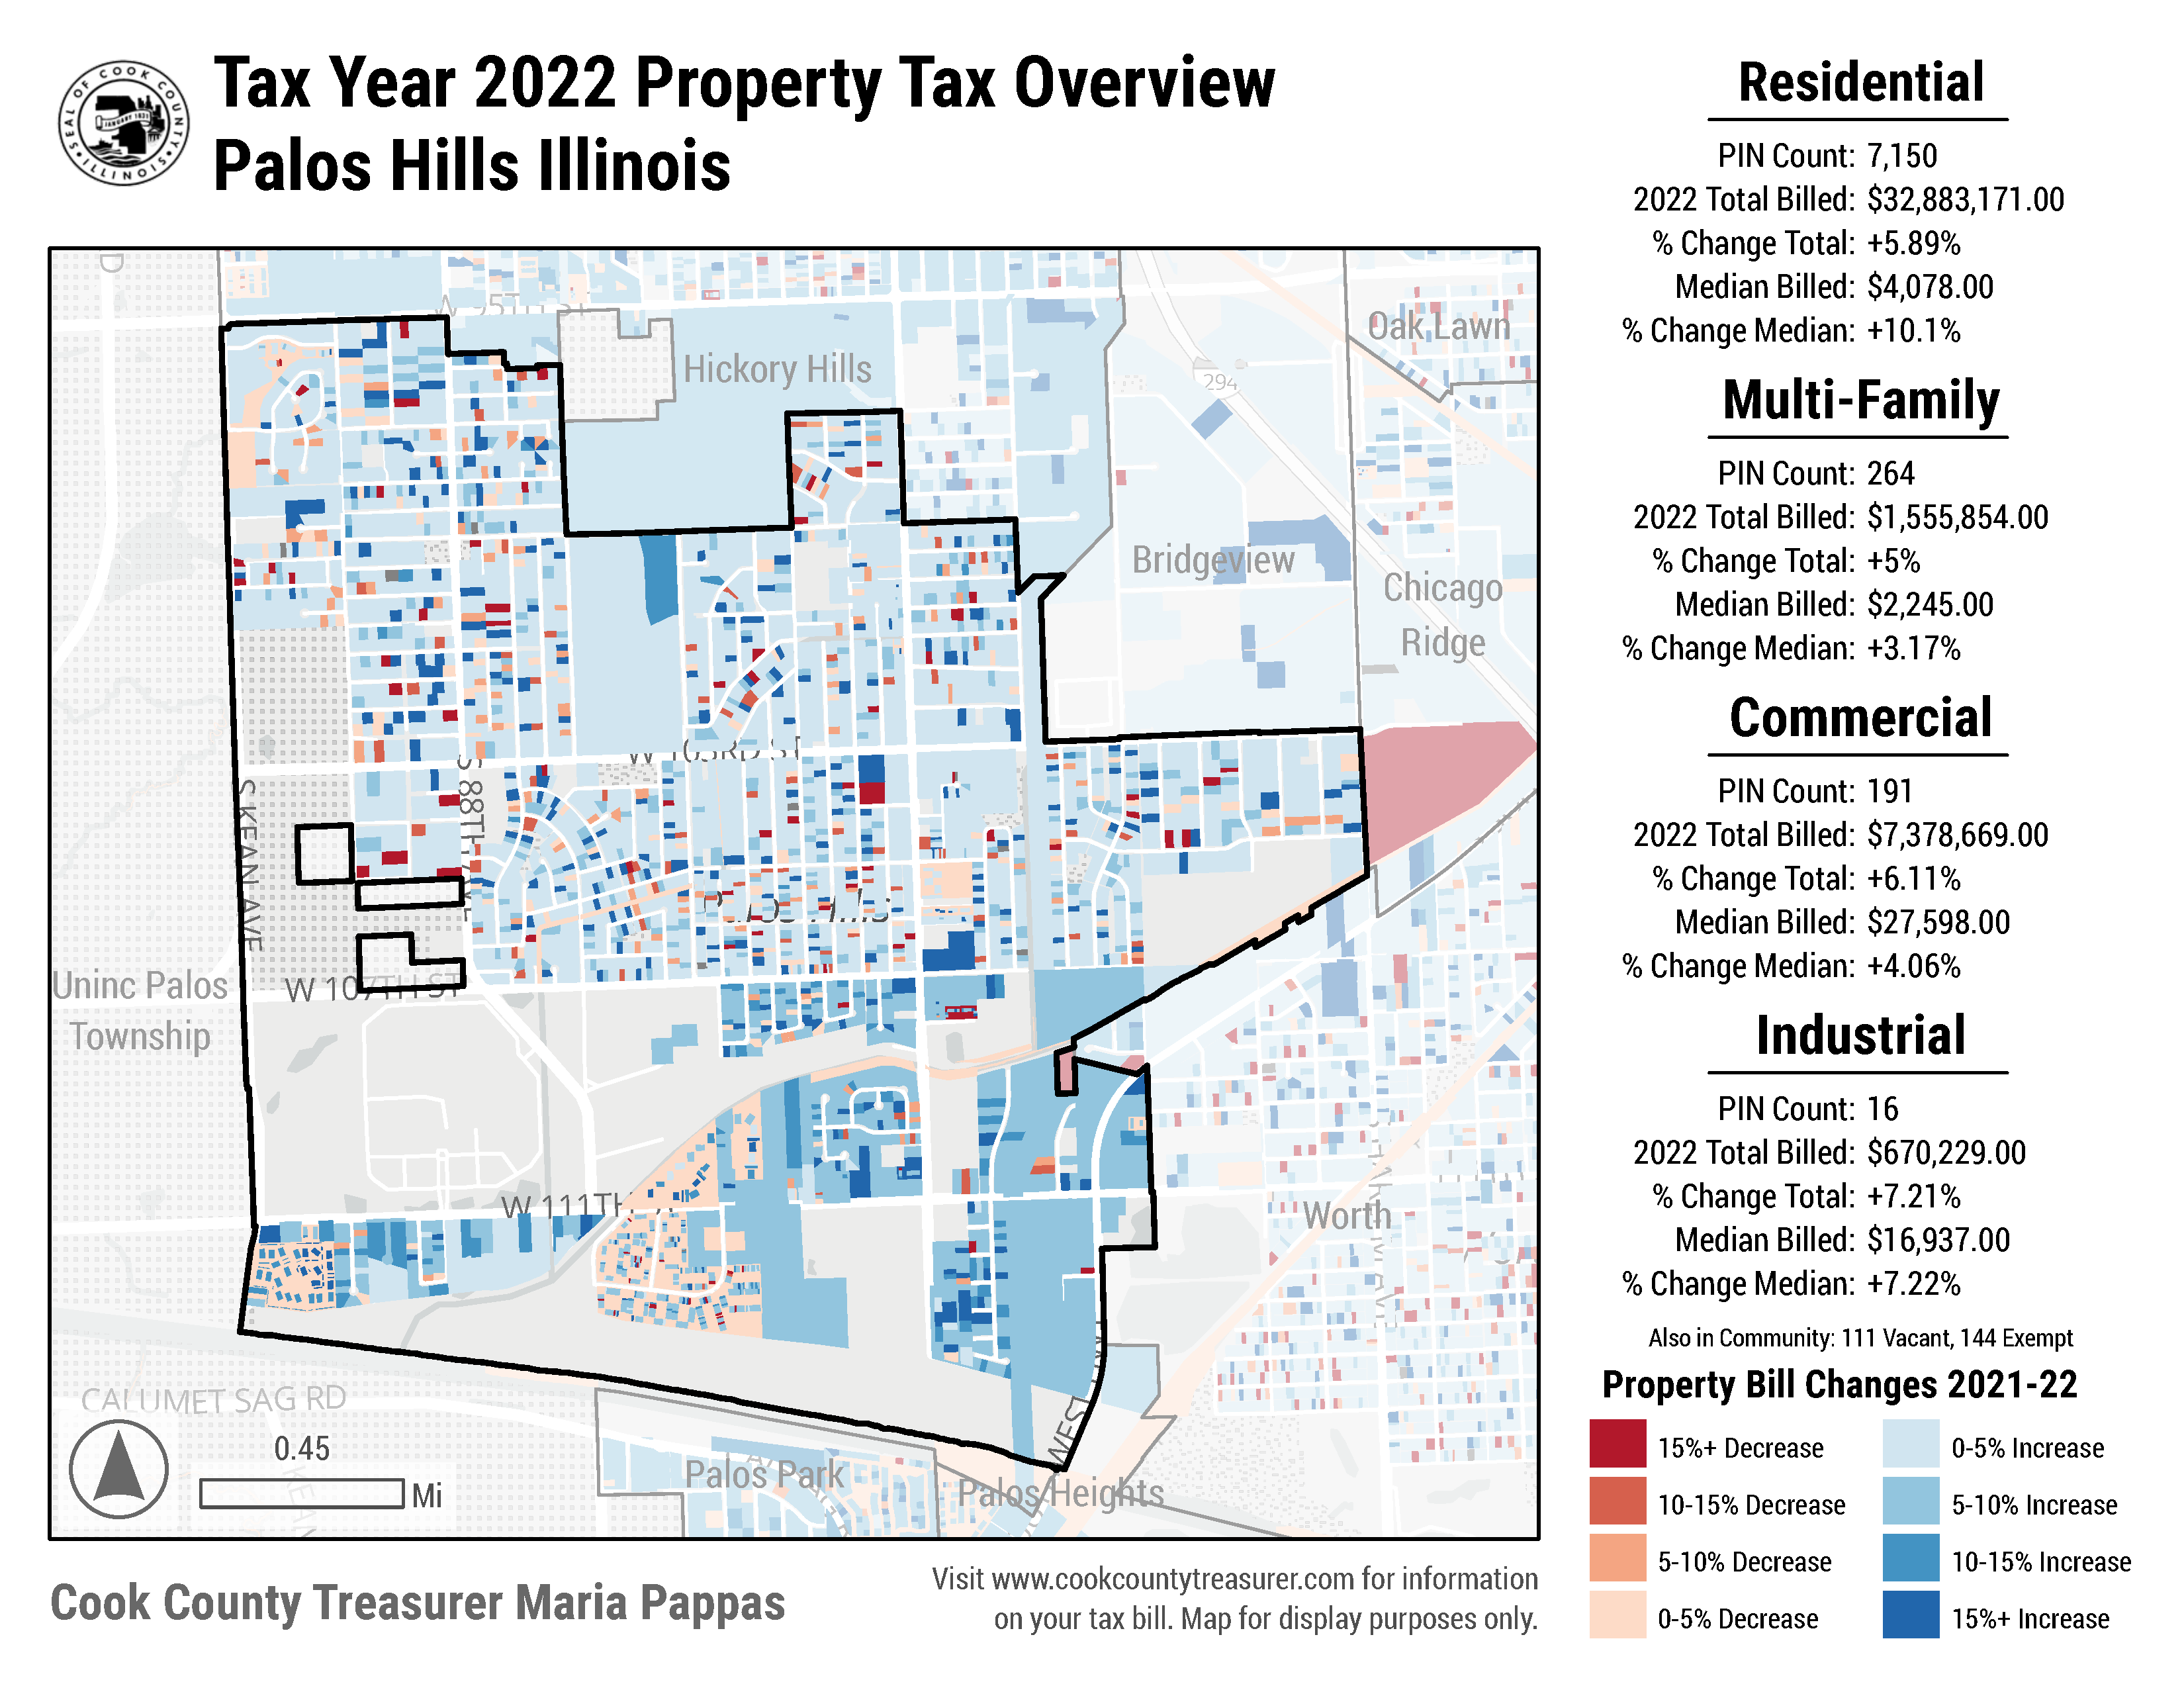 Tax Year 2022 Property Tax Overview
Palos Hills Illinois
SEAL OF COOK COUNTY
ILLINOIS
JANUARY 1831
Residential
PIN Count: 7,150
2022 Total Billed: $32,883,171.00
% Change Total: +5.89%
Median Billed: $4,078.00
% Change Median: +10.1%
Multi-Family
PIN Count: 264
2022 Total Billed: $1,555,854.00
% Change Total: +5%
Median Billed: $2,245.00
% Change Median: +3.17%
Commercial
PIN Count: 191
2022 Total Billed: $7,378,669.00
% Change Total: +6.11%
Median Billed: $27,598.00
% Change Median: +4.06%
Industrial
PIN Count: 16
2022 Total Billed: $670,229.00
% Change Total: +7.21%
Median Billed: $16,937.00
% Change Median: +7.22%
Also in Community: 111 Vacant, 144 Exempt
Property Bill Changes 2021-22
15%+ Decrease
10-15% Decrease
5-10% Decrease
0-5% Decrease
0-5% Increase
5-10% Increase
10-15% Increase
15%+ Increase
W 95TH ST
Hickory Hills
Oak Lawn
294
Bridgeview
Chicago
Ridge
W 103RD ST
S 88TH AVE
S KEAN AVE
Palos Hills
Uninc Palos
Township
W 107TH ST
W 111TH
Worth
CALUMET SAG RD
0.45
Mi
Palos Park
Palos Heights
Cook County Treasurer Maria Pappas
Visit www.cookcountytreasurer.com for information
on your tax bill. Map for display purposes only.